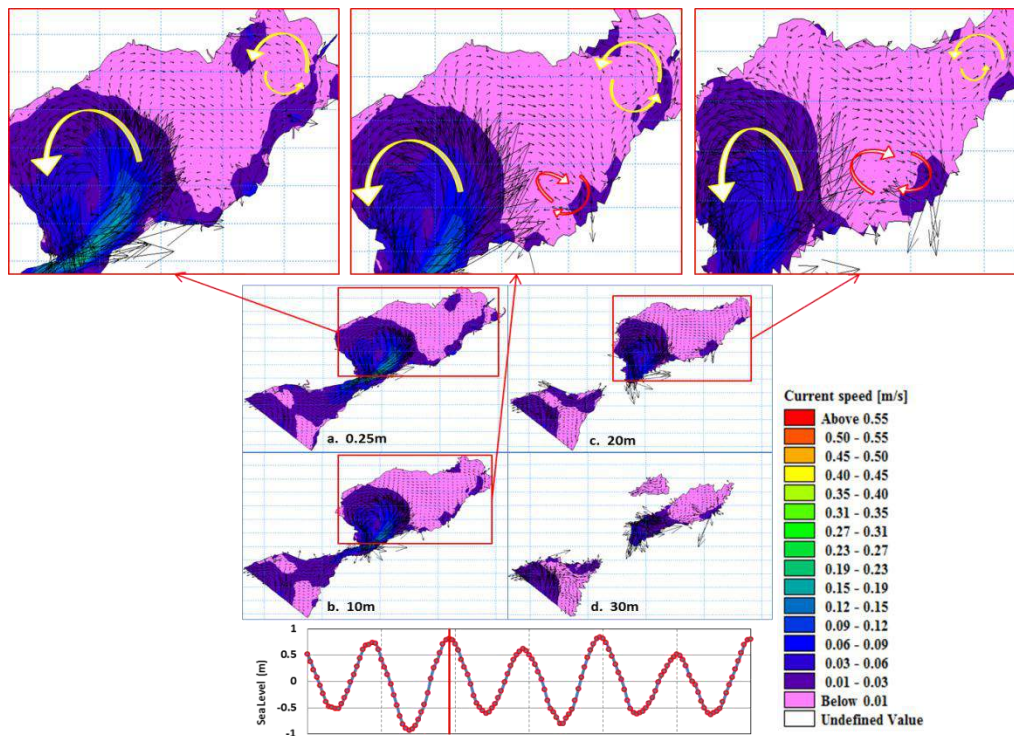 a. 0.25m
c. 20m
b. 10m
d. 30m
Current speed [m/s]
Above 0.55
0.50 - 0.55
0.45 - 0.50
0.40 - 0.45
0.35 - 0.40
0.31 - 0.35
0.27 - 0.31
0.23 - 0.27
0.19 - 0.23
0.15 - 0.19
0.12 - 0.15
0.09 - 0.12
0.06 - 0.09
0.03 - 0.06
0.01 - 0.03
Below 0.01
Undefined Value
Sea Level (m)
1
0.5
0
-0.5
-1